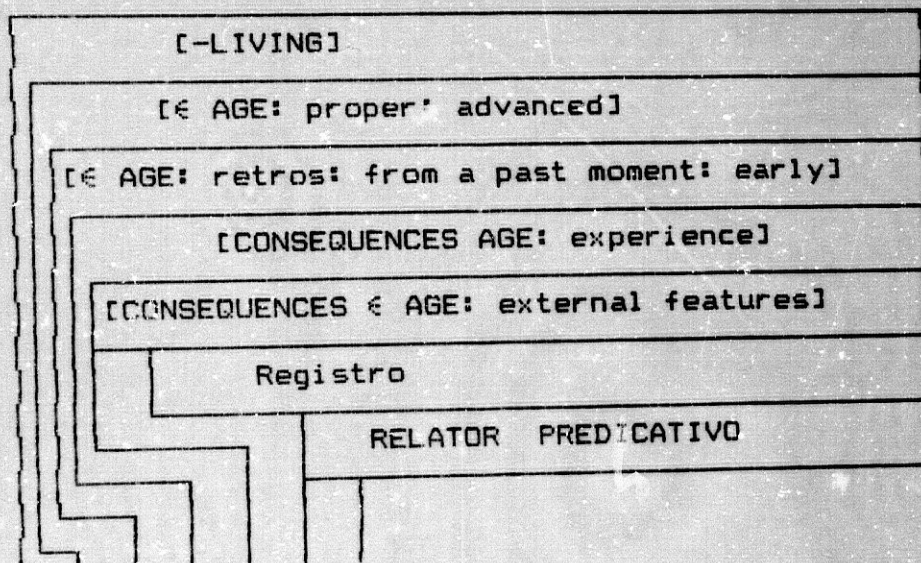 [-LIVING]
[∈ AGE: proper: advanced]
[∈ AGE: retros: from a past moment: early]
[CONSEQUENCES AGE: experience]
[CONSEQUENCES ∈ AGE: external features]
Registro
RELATOR PREDICATIVO